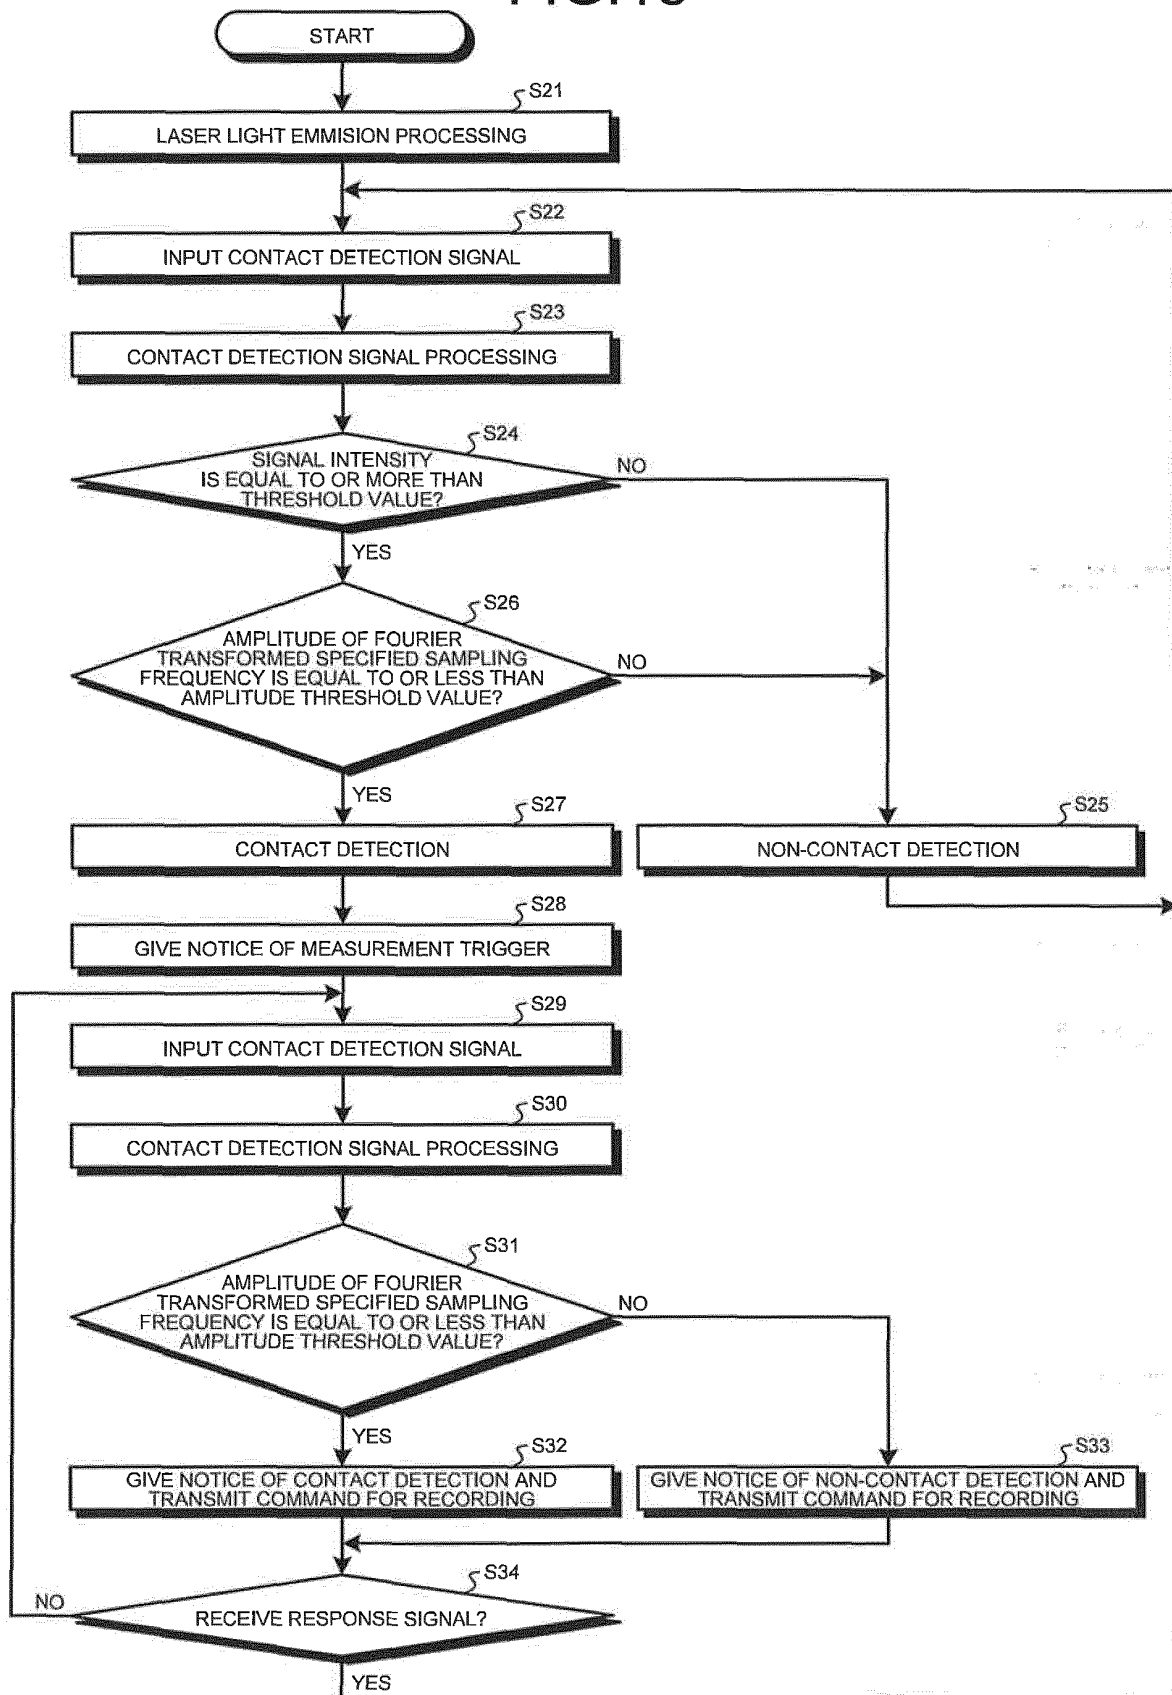 START
S21
LASER LIGHT EMMISION PROCESSING
S22
INPUT CONTACT DETECTION SIGNAL
S23
CONTACT DETECTION SIGNAL PROCESSING
S24
SIGNAL INTENSITY
IS EQUAL TO OR MORE THAN
THRESHOLD VALUE?
NO
YES
S26
AMPLITUDE OF FOURIER
TRANSFORMED SPECIFIED SAMPLING
FREQUENCY IS EQUAL TO OR LESS THAN
AMPLITUDE THRESHOLD VALUE?
NO
YES
S27
CONTACT DETECTION
S25
NON-CONTACT DETECTION
S28
GIVE NOTICE OF MEASUREMENT TRIGGER
S29
INPUT CONTACT DETECTION SIGNAL
S30
CONTACT DETECTION SIGNAL PROCESSING
S31
AMPLITUDE OF FOURIER
TRANSFORMED SPECIFIED SAMPLING
FREQUENCY IS EQUAL TO OR LESS THAN
AMPLITUDE THRESHOLD VALUE?
NO
YES
S32
GIVE NOTICE OF CONTACT DETECTION AND
TRANSMIT COMMAND FOR RECORDING
S33
GIVE NOTICE OF NON-CONTACT DETECTION AND
TRANSMIT COMMAND FOR RECORDING
S34
RECEIVE RESPONSE SIGNAL?
NO
YES